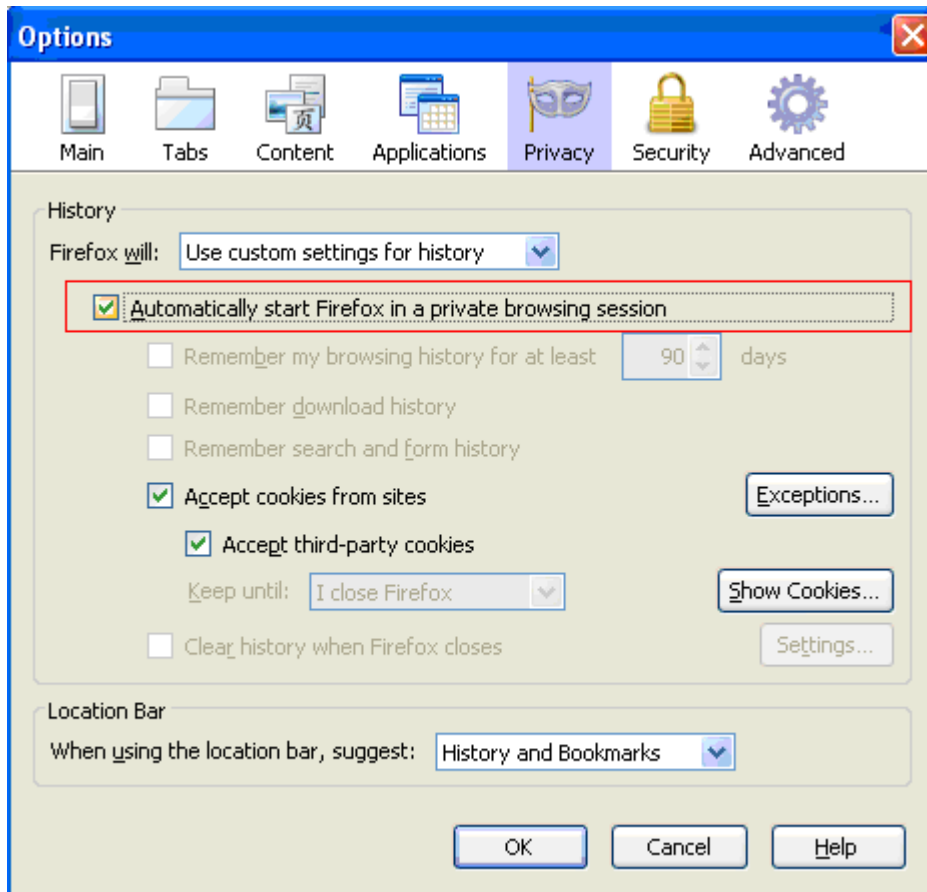 Options
页
Main Tabs Content Applications Privacy Security Advanced
History
Firefox will: Use custom settings for history
Automatically start Firefox in a private browsing session
Remember my browsing history for at least 90 days
Remember download history
Remember search and form history
Accept cookies from sites Exceptions...
Accept third-party cookies
Keep until: I close Firefox Show Cookies...
Clear history when Firefox closes Settings...
Location Bar
When using the location bar, suggest: History and Bookmarks
OK Cancel Help